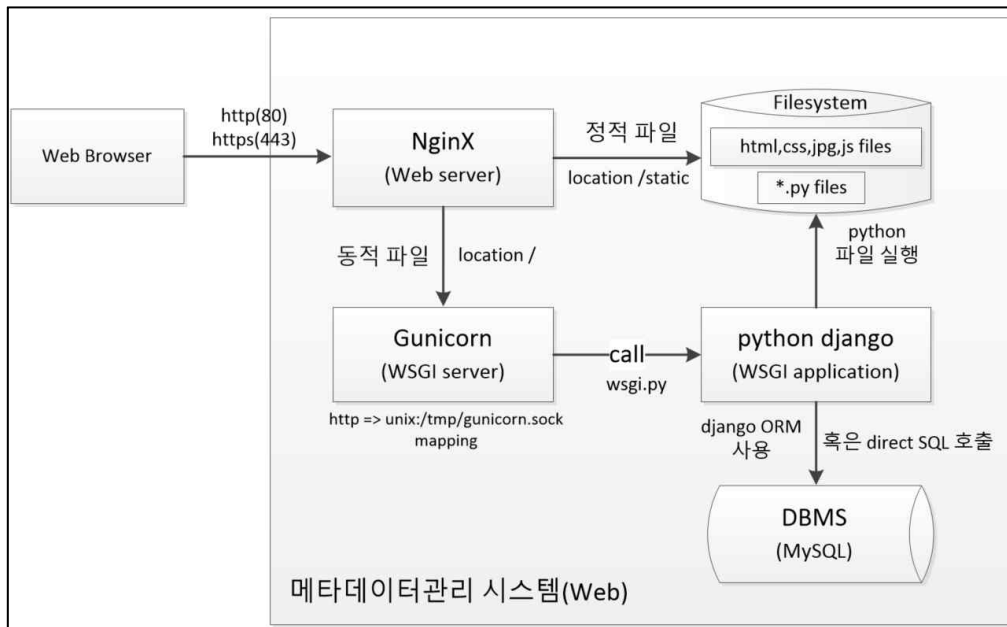 Web Browser
http(80)
https(443)
NginX
(Web server)
정적 파일
location /static
Filesystem
html,css,jpg,js files
*.py files
동적 파일
location /
python
파일 실행
Gunicorn
(WSGI server)
call
wsgi.py
python django
(WSGI application)
http => unix:/tmp/gunicorn.sock
mapping
django ORM
사용
혹은 direct SQL 호출
DBMS
(MySQL)
메타데이터관리 시스템(Web)